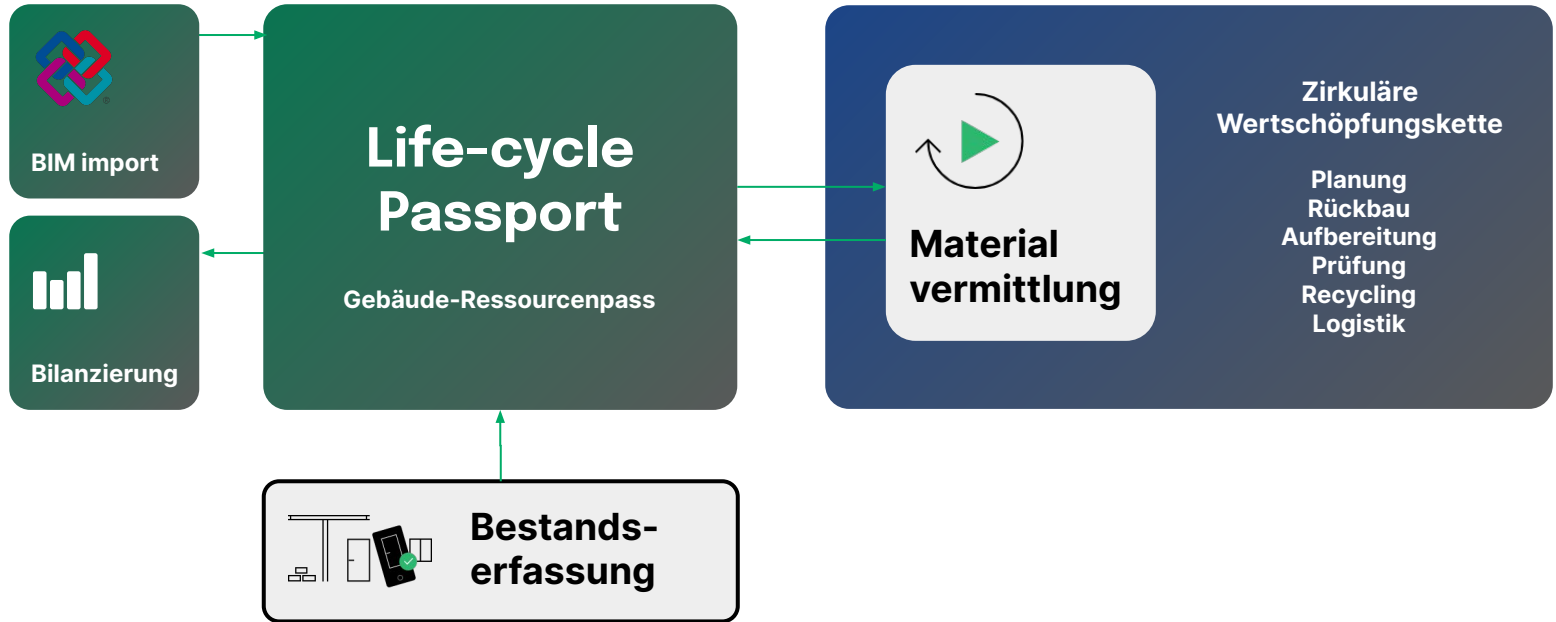 BIM import
Bilanzierung
Life-cycle
Passport
Gebäude-Ressourcenpass
Material
vermittlung
Zirkuläre
Wertschöpfungskette
Planung
Rückbau
Aufbereitung
Prüfung
Recycling
Logistik
Bestands-
erfassung